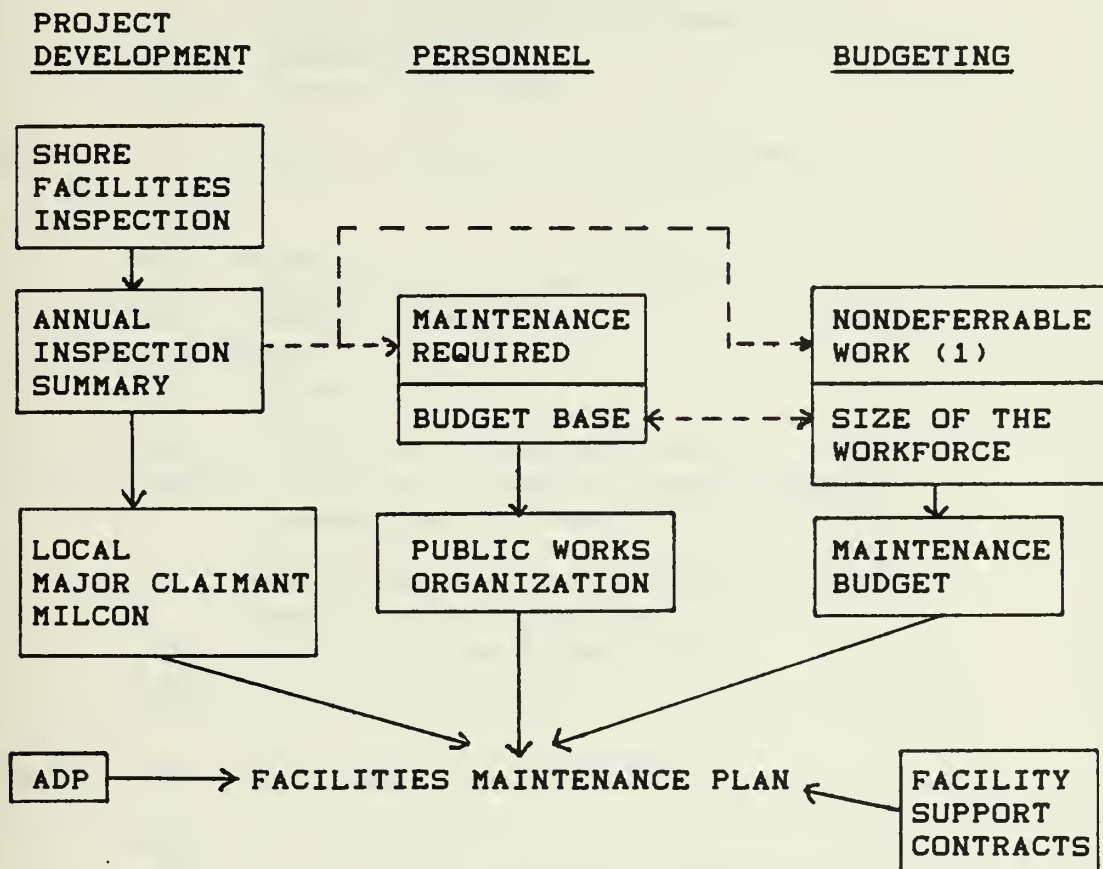 PROJECT
DEVELOPMENT
PERSONNEL
BUDGETING
SHORE
FACILITIES
INSPECTION
ANNUAL
INSPECTION
SUMMARY
MAINTENANCE
REQUIRED
BUDGET BASE
NONDEFERRABLE
WORK (1)
SIZE OF THE
WORKFORCE
LOCAL
MAJOR CLAIMANT
MILCON
PUBLIC WORKS
ORGANIZATION
MAINTENANCE
BUDGET
ADP
FACILITIES MAINTENANCE PLAN
FACILITY
SUPPORT
CONTRACTS